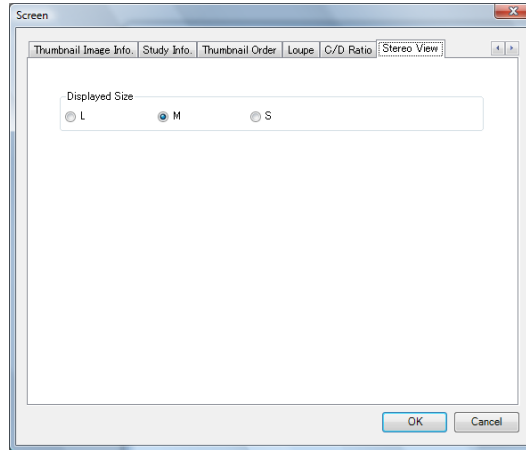 Screen
Thumbnail Image Info. Study Info. Thumbnail Order Loupe C/D Ratio Stereo View
Displayed Size
L M S
OK Cancel